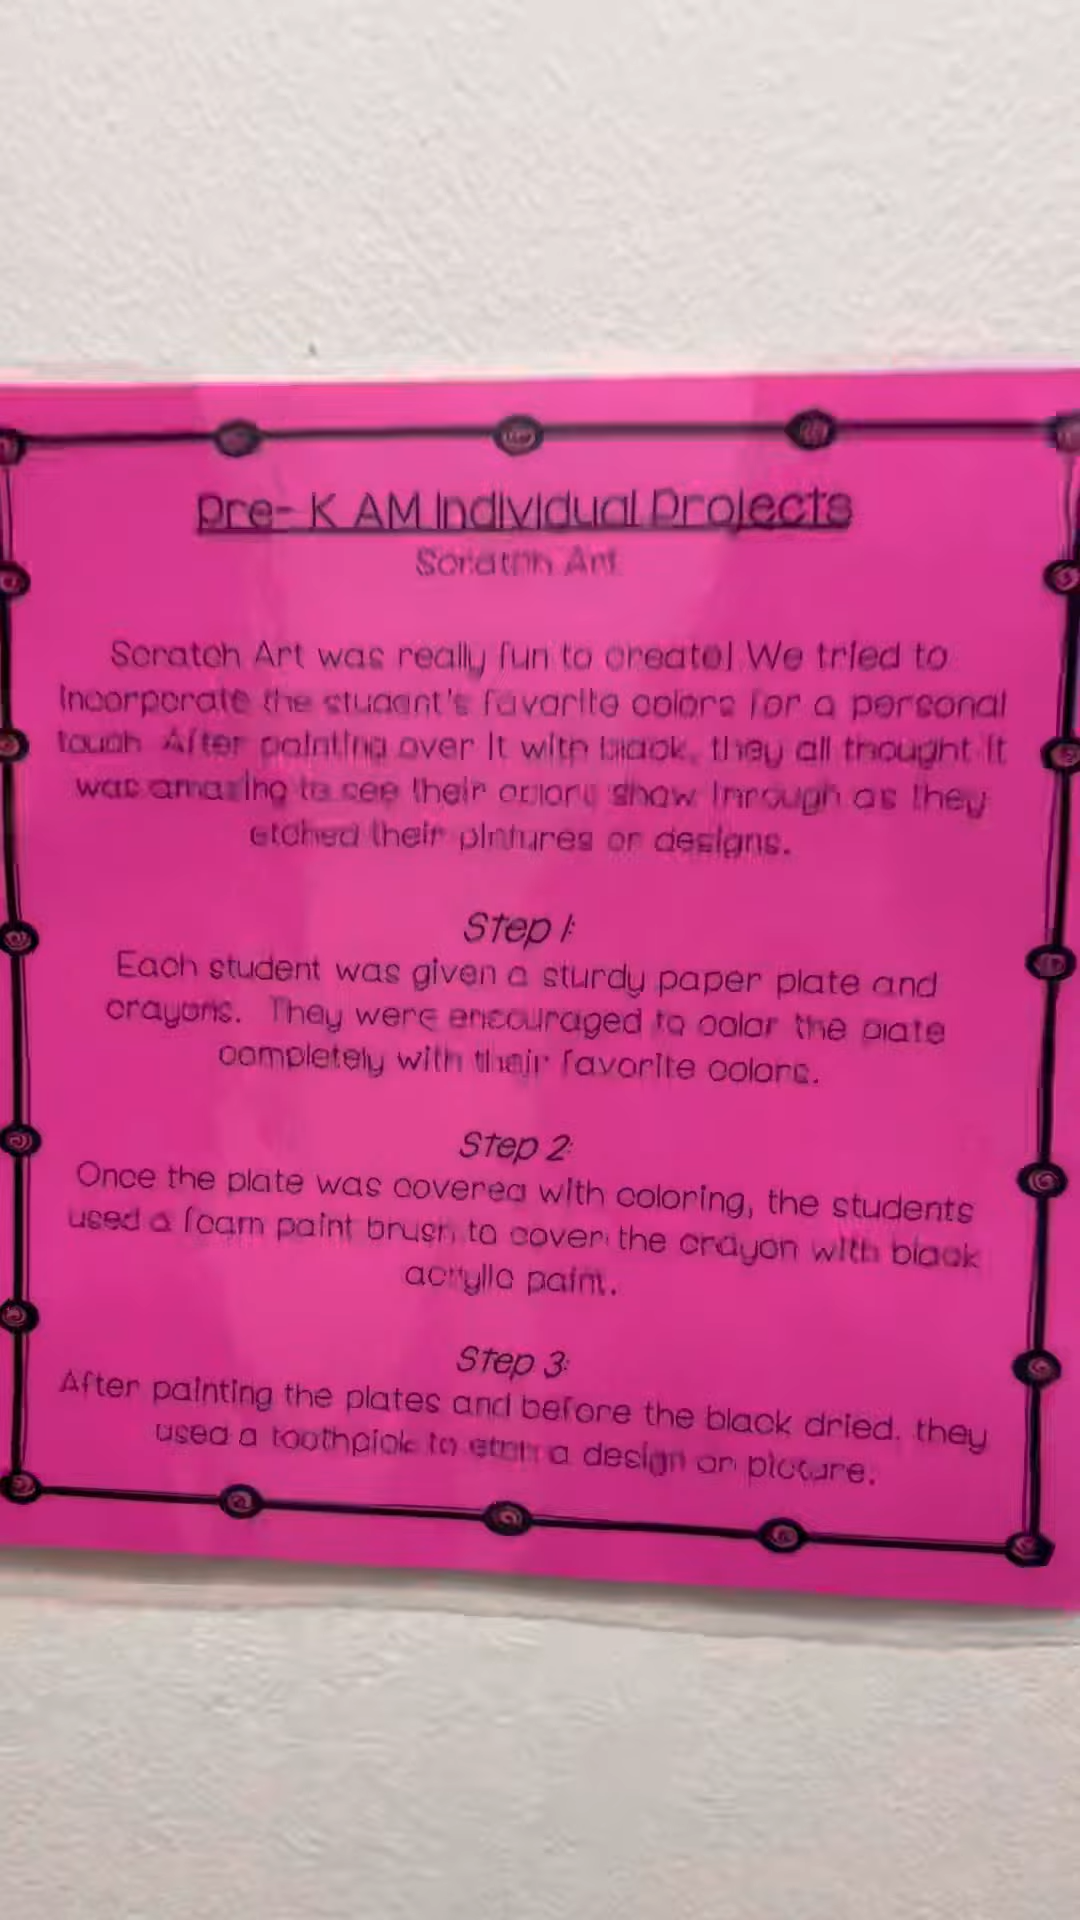 Pre- K AM Individual Projects
Scratch Art
Scratch Art was really fun to create! We tried to
incorporate the student's favorite colors for a personal
touch. After painting over it with black, they all thought it
was amazing to see their colors show through as they
etched their pictures or designs.
Step 1:
Each student was given a sturdy paper plate and
crayons. They were encouraged to color the plate
completely with their favorite colors.
Step 2:
Once the plate was covered with coloring, the students
used a foam paint brush to cover the crayon with black
acrylic paint.
Step 3:
After painting the plates and before the black dried, they
used a toothpick to etch a design or picture.